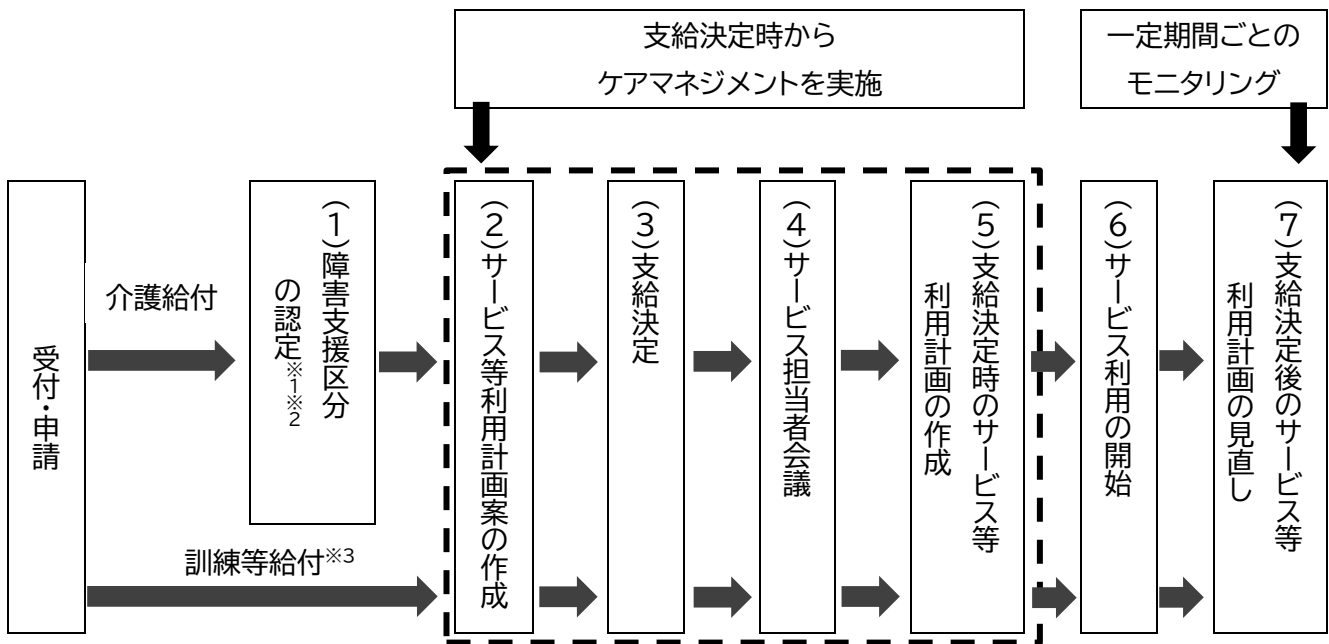 支給決定時から
ケアマネジメントを実施
一定期間ごとの
モニタリング
受付・申請
介護給付
訓練等給付※3
(1)障害支援区分
の認定※1※2
(2)サービス等利用計画案の作成
(3)支給決定
(4)サービス担当者会議
(5)支給決定時のサービス等
利用計画の作成
(6)サービス利用の開始
(7)支給決定後のサービス等
利用計画の見直し